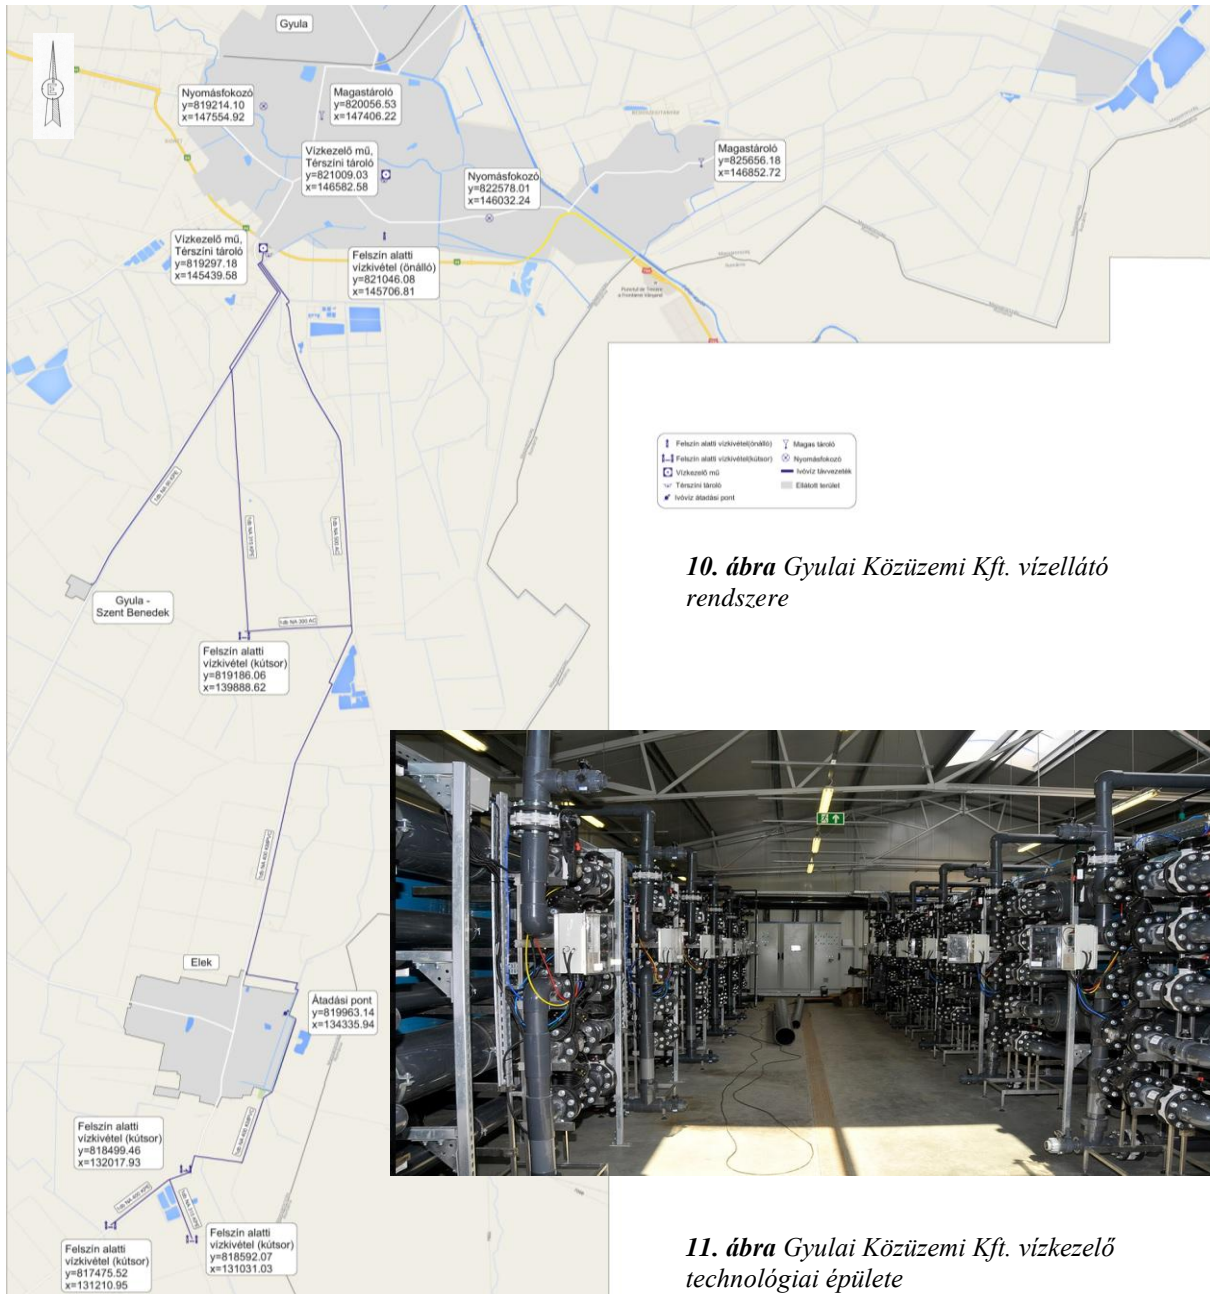 Gyula
Nyomásfokozó
y=819214.10
x=147554.92
Magastároló
y=820056.53
x=147406.22
Vízkezelő mű,
Térszíni tároló
y=821009.03
x=146582.58
Nyomásfokozó
y=822578.01
x=146032.24
Magastároló
y=825656.18
x=146852.72
Vízkezelő mű,
Térszíni tároló
y=819297.18
x=145439.58
Felszín alatti
vízkivétel (önálló)
y=821046.08
x=145706.81
Felszín alatti vízkivétel(önálló)
Magas tároló
Felszín alatti vízkivétel(kútsor)
Nyomásfokozó
Vízkezelő mű
Ivóvíz távvezeték
Térszíni tároló
Ellátott terület
Ivóvíz átadási pont
10. ábra Gyulai Közüzemi Kft. vízellátó
rendszere
Gyula -
Szent Benedek
1db NA 300 AC
Felszín alatti
vízkivétel (kútsor)
y=819186.06
x=139888.62
Elek
Átadási pont
y=819963.14
x=134335.94
Felszín alatti
vízkivétel (kútsor)
y=818499.46
x=132017.93
Felszín alatti
vízkivétel (kútsor)
y=818592.07
x=131031.03
Felszín alatti
vízkivétel (kútsor)
y=817475.52
x=131210.95
11. ábra Gyulai Közüzemi Kft. vízkezelő
technológiai épülete